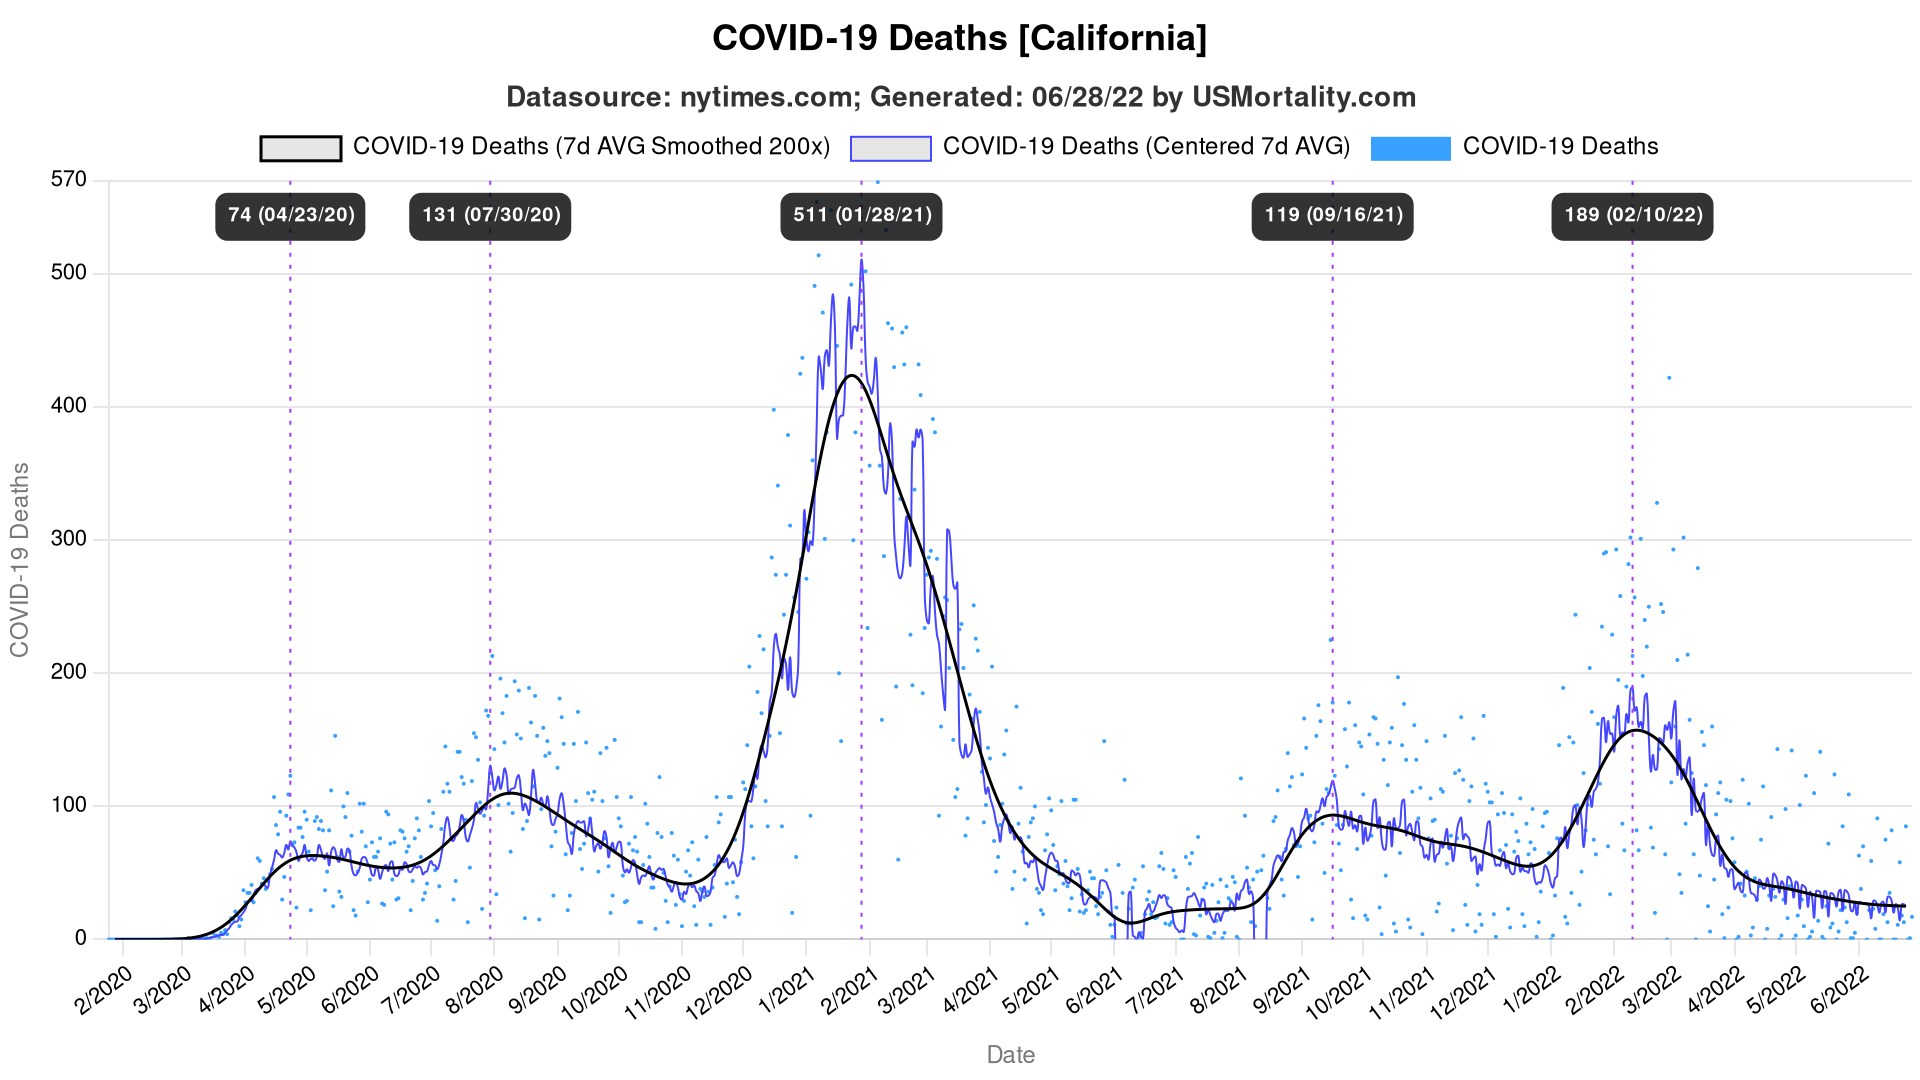 COVID-19 Deaths [California]
Datasource: nytimes.com; Generated: 06/28/22 by USMortality.com
COVID-19 Deaths (7d AVG Smoothed 200x) COVID-19 Deaths (Centered 7d AVG) COVID-19 Deaths
570
74 (04/23/20) 131 (07/30/20) 511 (01/28/21) 119 (09/16/21) 189 (02/10/22)
500
400
300
200
100
0
COVID-19 Deaths
2/2020 3/2020 4/2020 5/2020 6/2020 7/2020 8/2020 9/2020 10/2020 11/2020 12/2020 1/2021 2/2021 3/2021 4/2021 5/2021 6/2021 7/2021 8/2021 9/2021 10/2021 11/2021 12/2021 1/2022 2/2022 3/2022 4/2022 5/2022 6/2022
Date